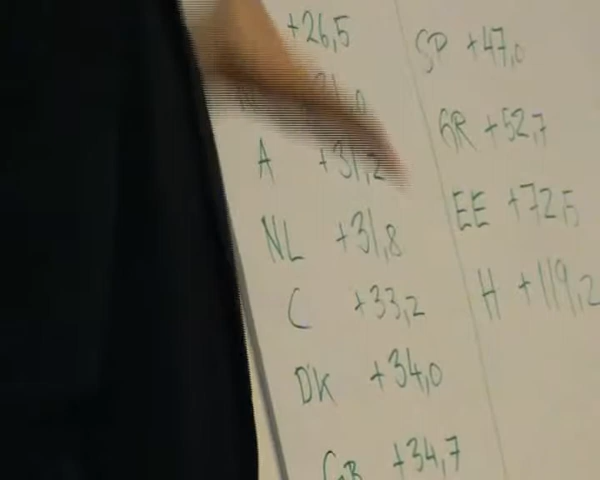 +26,5
A +31,2
NL +31,8
C +33,2
DK +34,0
GB +34,7
SP +47,0
GR +52,7
EE +72,5
H +119,2